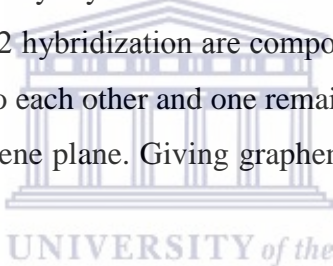 2 hybridization are compo
o each other and one remai
ene plane. Giving graphen
UNIVERSITY of the